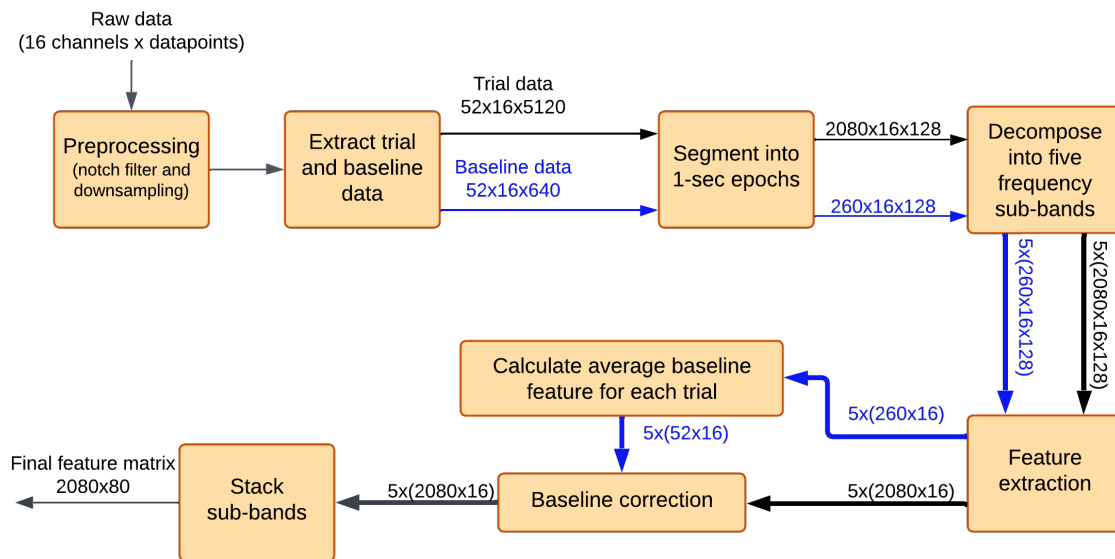 Raw data
(16 channels x datapoints)
Preprocessing
(notch filter and
downsampling)
Extract trial
and baseline
data
Trial data
52x16x5120
Baseline data
52x16x640
Segment into
1-sec epochs
2080x16x128
260x16x128
Decompose
into five
frequency
sub-bands
5x(260x16x128)
5x(2080x16x128)
Feature
extraction
5x(260x16)
5x(2080x16)
Calculate average baseline
feature for each trial
5x(52x16)
Baseline correction
5x(2080x16)
Stack
sub-bands
Final feature matrix
2080x80